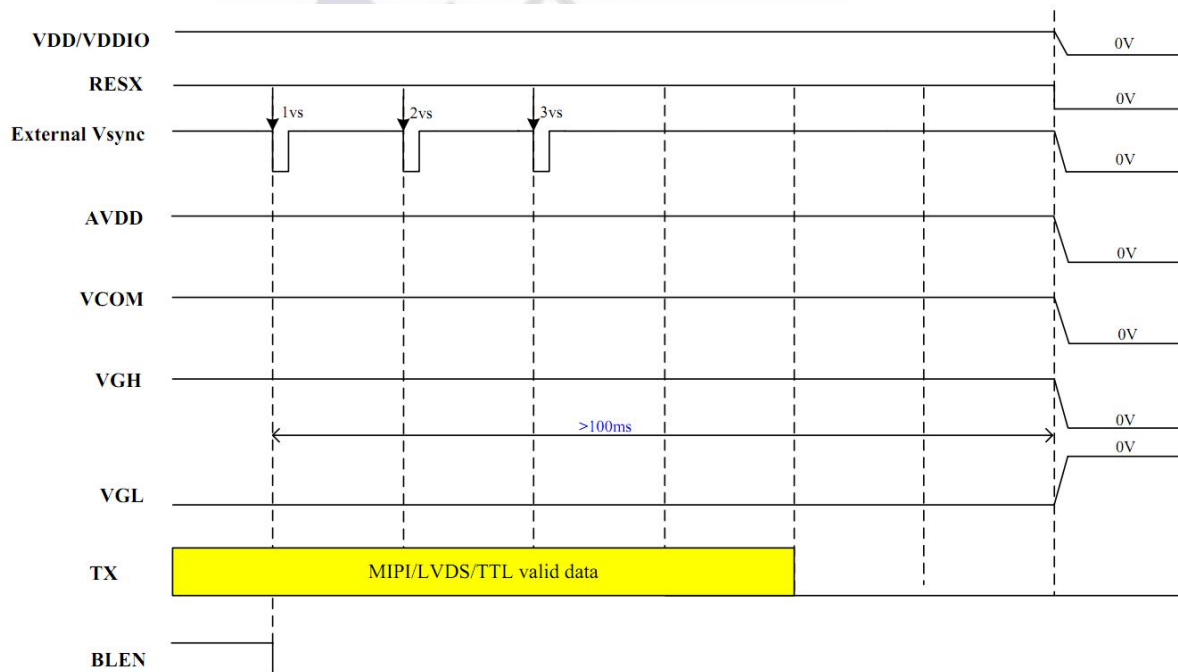 VDD/VDDIO
0V
RESX
0V
1vs
2vs
3vs
External Vsync
0V
AVDD
0V
VCOM
0V
VGH
0V
>100ms
0V
VGL
TX
MIPI/LVDS/TTL valid data
BLEN